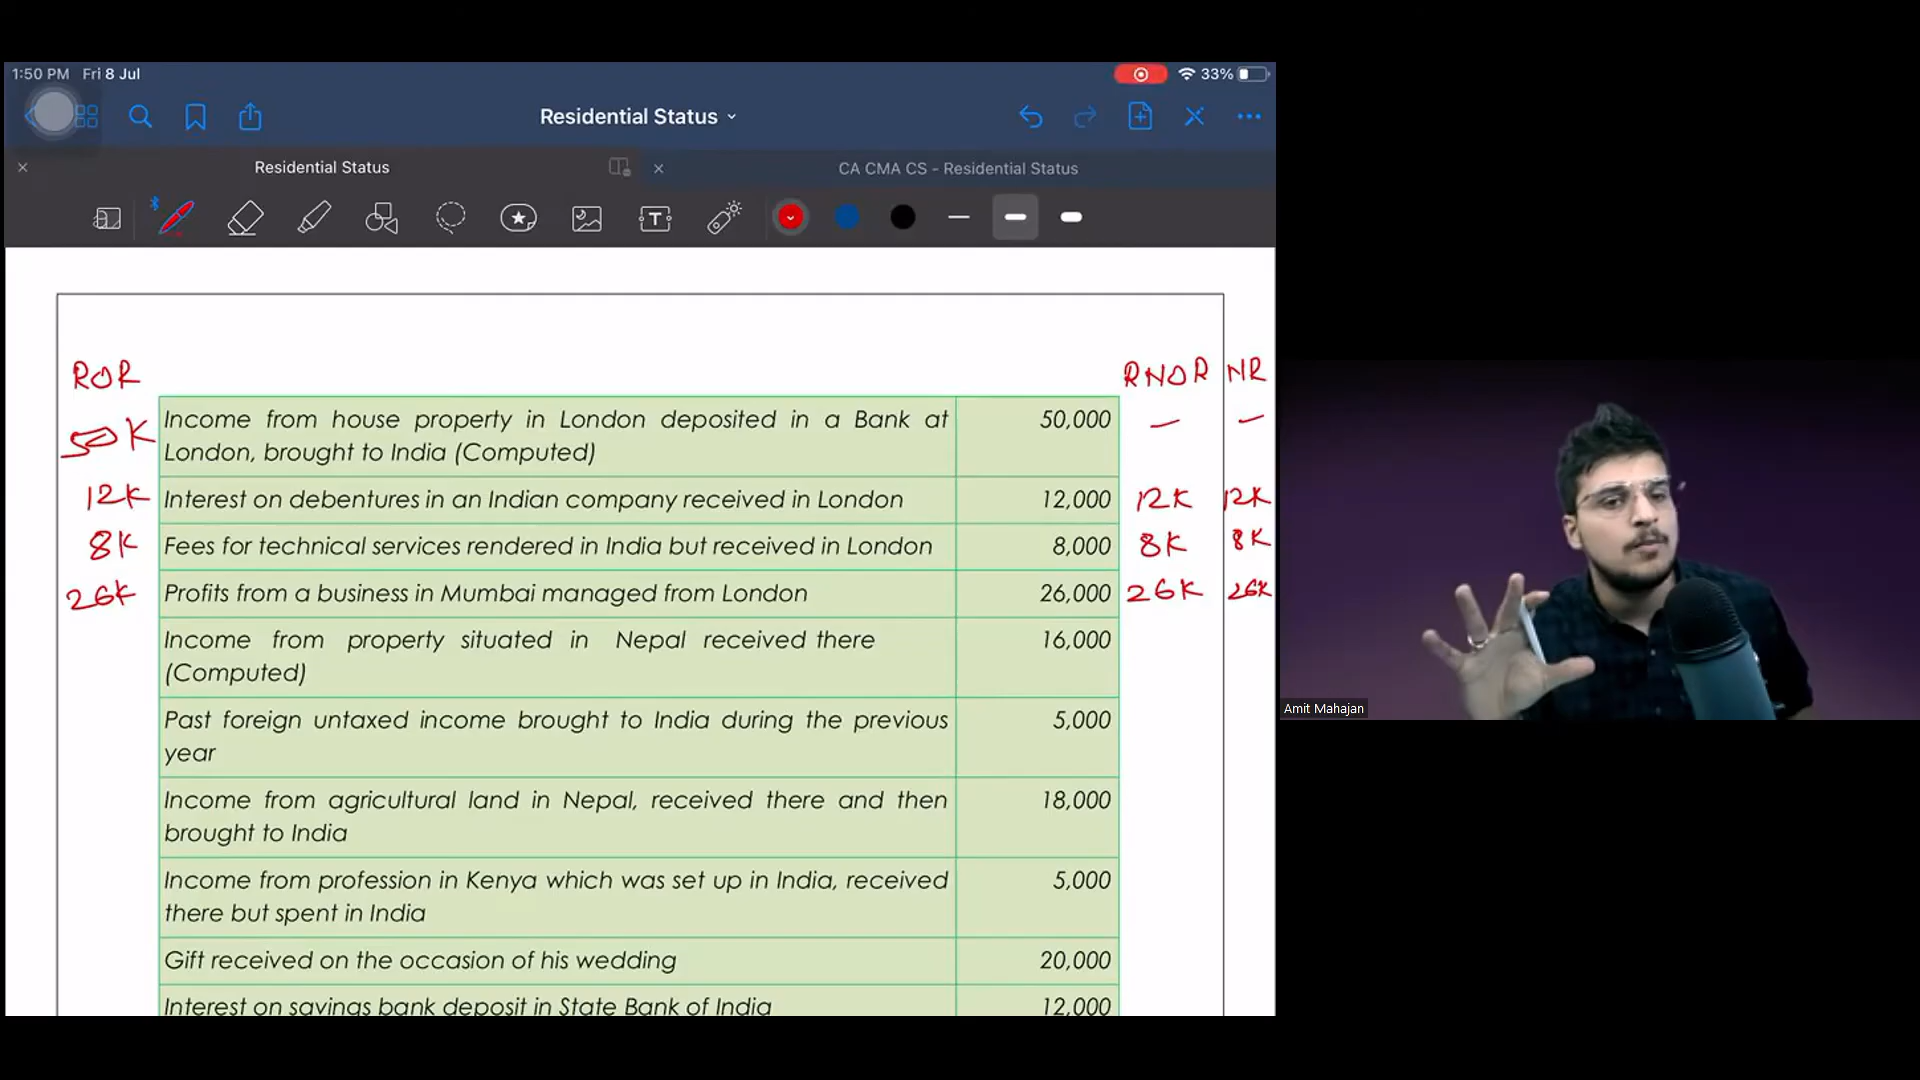 1:50 PM Fri 8 Jul
33%
Residential Status
Residential Status
CA CMA CS - Residential Status
T
ROR RNOR NR
50K Income from house property in London deposited in a Bank at 50,000 — —
London, brought to India (Computed)
12K Interest on debentures in an Indian company received in London 12,000 12K 12K
8K Fees for technical services rendered in India but received in London 8,000 8K 8K
26K Profits from a business in Mumbai managed from London 26,000 26K 26K
Income from property situated in Nepal received there 16,000
(Computed)
Past foreign untaxed income brought to India during the previous 5,000
year
Income from agricultural land in Nepal, received there and then 18,000
brought to India
Income from profession in Kenya which was set up in India, received 5,000
there but spent in India
Gift received on the occasion of his wedding 20,000
Interest on savings bank deposit in State Bank of India 12,000
Amit Mahajan